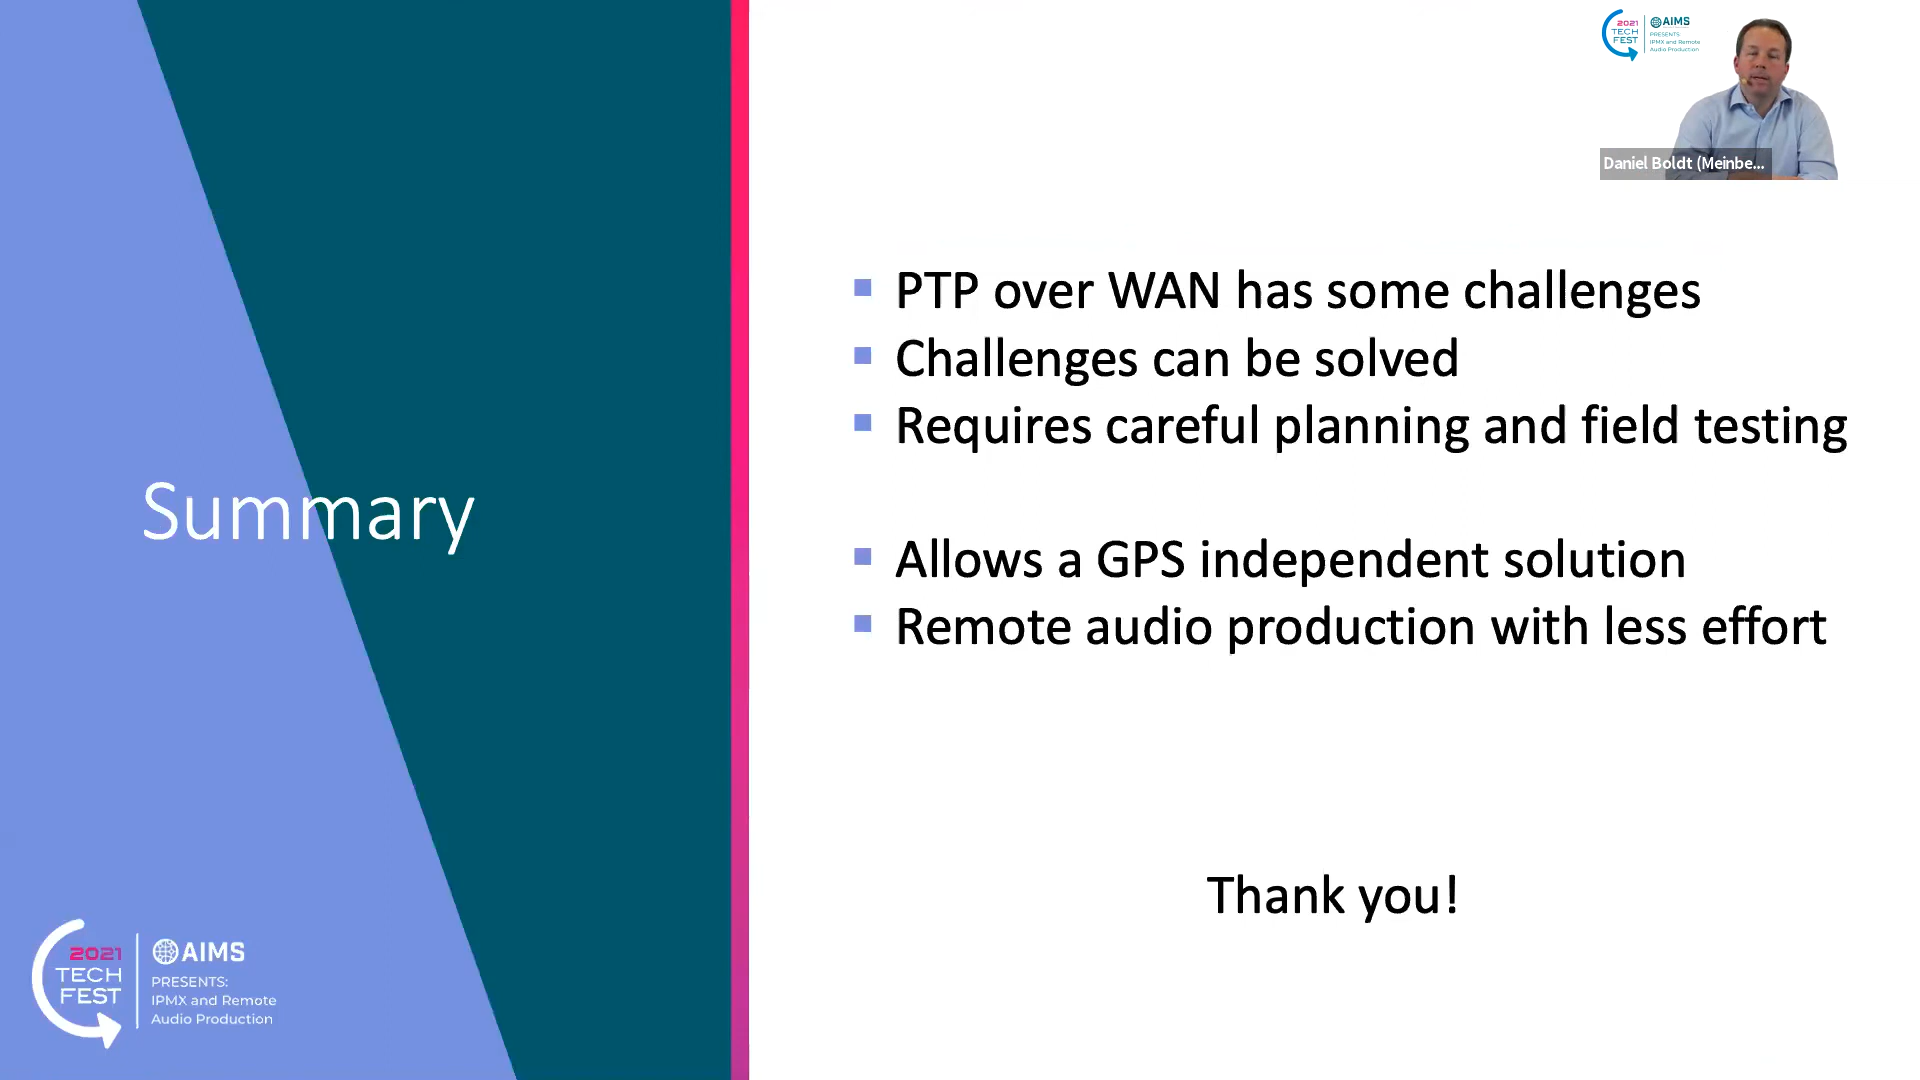 2021
TECH
FEST
AIMS
PRESENTS:
IPMX and Remote
Audio Production
Daniel Boldt (Meinbe...
PTP over WAN has some challenges
Challenges can be solved
Requires careful planning and field testing
Summary
Allows a GPS independent solution
Remote audio production with less effort
Thank you!
2021
TECH
FEST
AIMS
PRESENTS:
IPMX and Remote
Audio Production